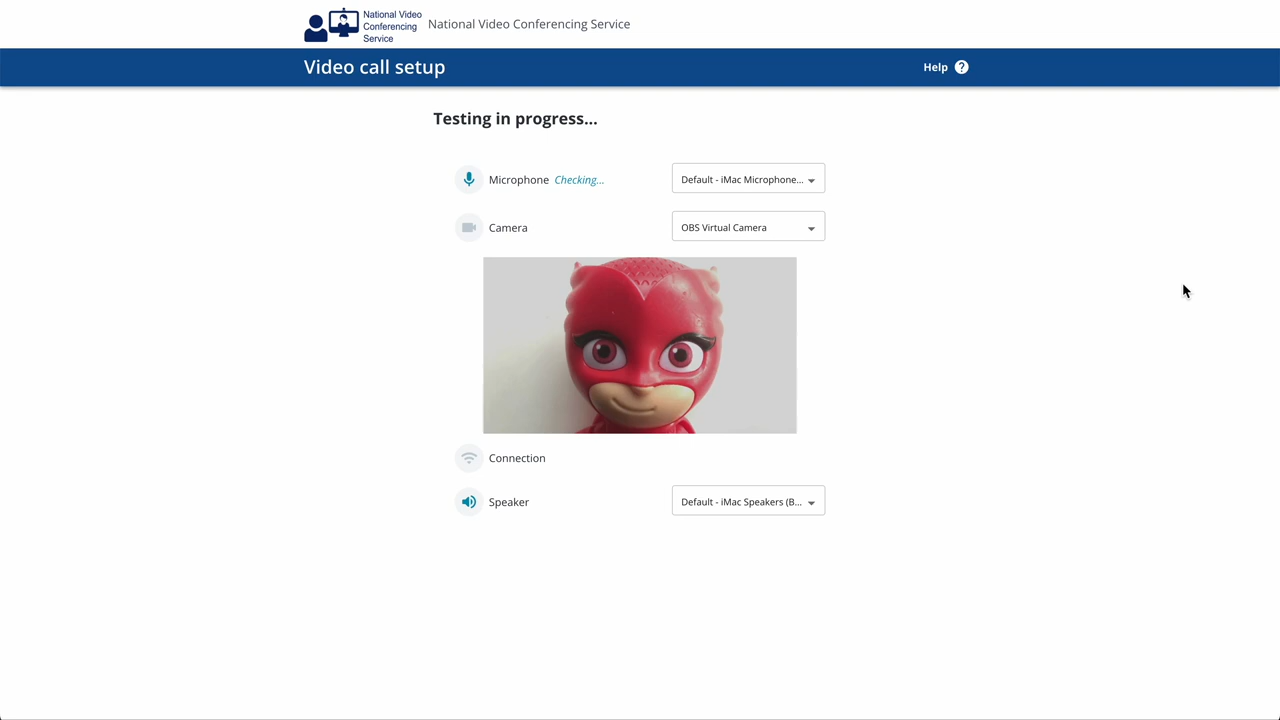 National Video
Conferencing
Service
National Video Conferencing Service
Video call setup
Help ?
Testing in progress...
Microphone Checking...
Default - iMac Microphone...
Camera
OBS Virtual Camera
Connection
Speaker
Default - iMac Speakers (B...